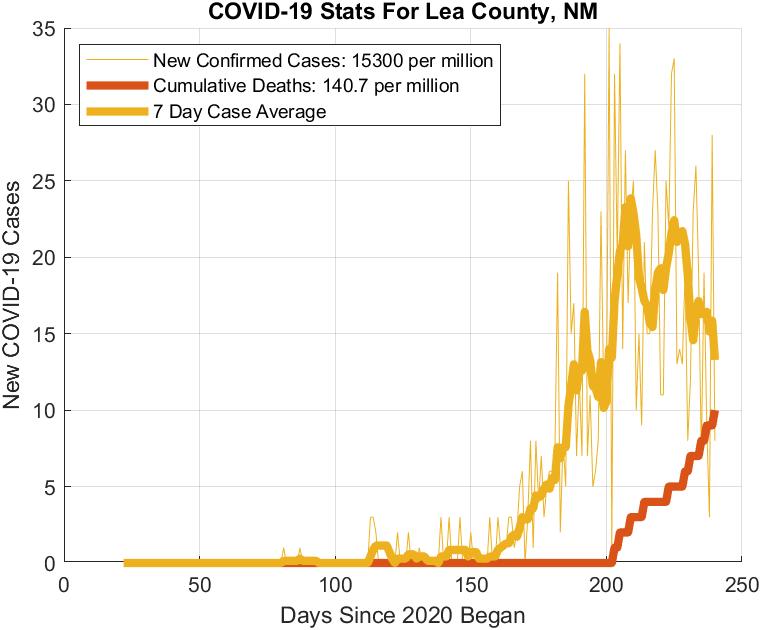 COVID-19 Stats For Lea County, NM
New Confirmed Cases: 15300 per million
Cumulative Deaths: 140.7 per million
7 Day Case Average
New COVID-19 Cases
35
30
25
20
15
10
5
0
0 50 100 150 200 250
Days Since 2020 Began